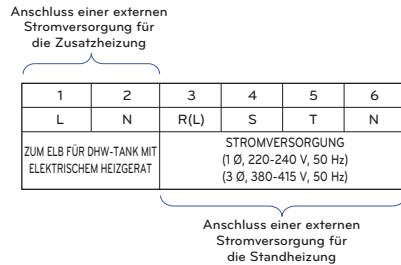 Anschluss einer externen
Stromversorgung für
die Zusatzheizung
1 2 3 4 5 6
L N R(L) S T N
ZUM ELB FÜR DHW-TANK MIT
ELEKTRISCHEM HEIZGERAT
STROMVERSORGUNG
(1 Ø, 220-240 V, 50 Hz)
(3 Ø, 380-415 V, 50 Hz)
Anschluss einer externen
Stromversorgung für
die Standheizung